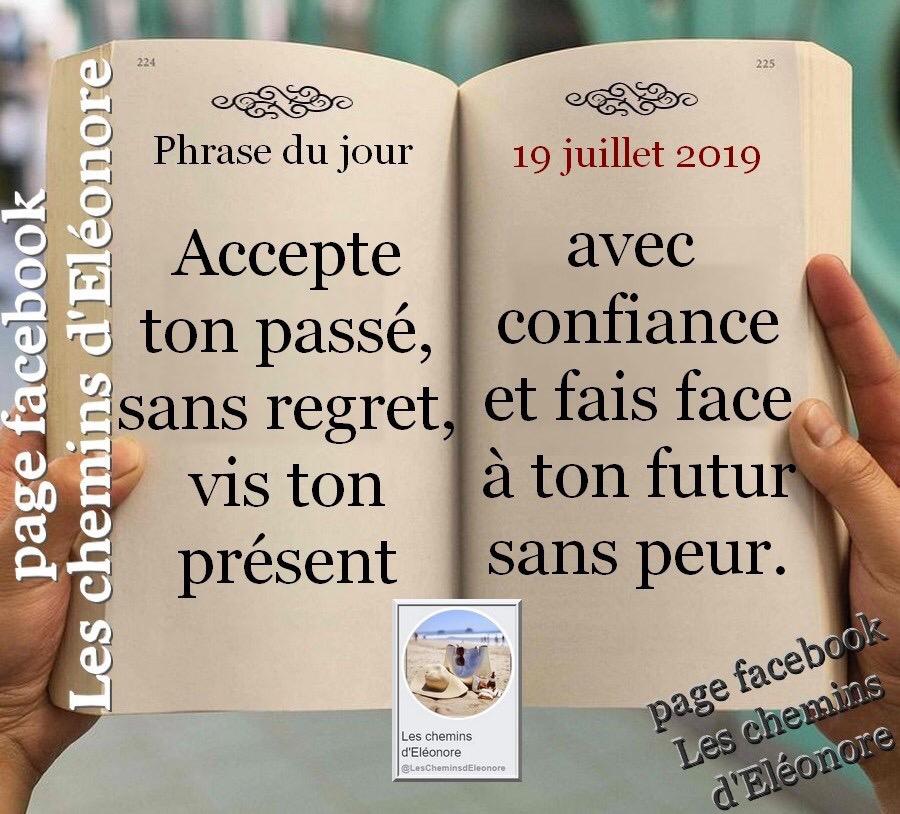 page facebook
Les chemins d'Eléonore
224
Phrase du jour
Accepte
ton passé,
sans regret,
vis ton
présent
225
19 juillet 2019
avec
confiance
et fais face
à ton futur
sans peur.
Les chemins
d'Eléonore
@LesCheminsdEleonore
page facebook
Les chemins
d'Eléonore